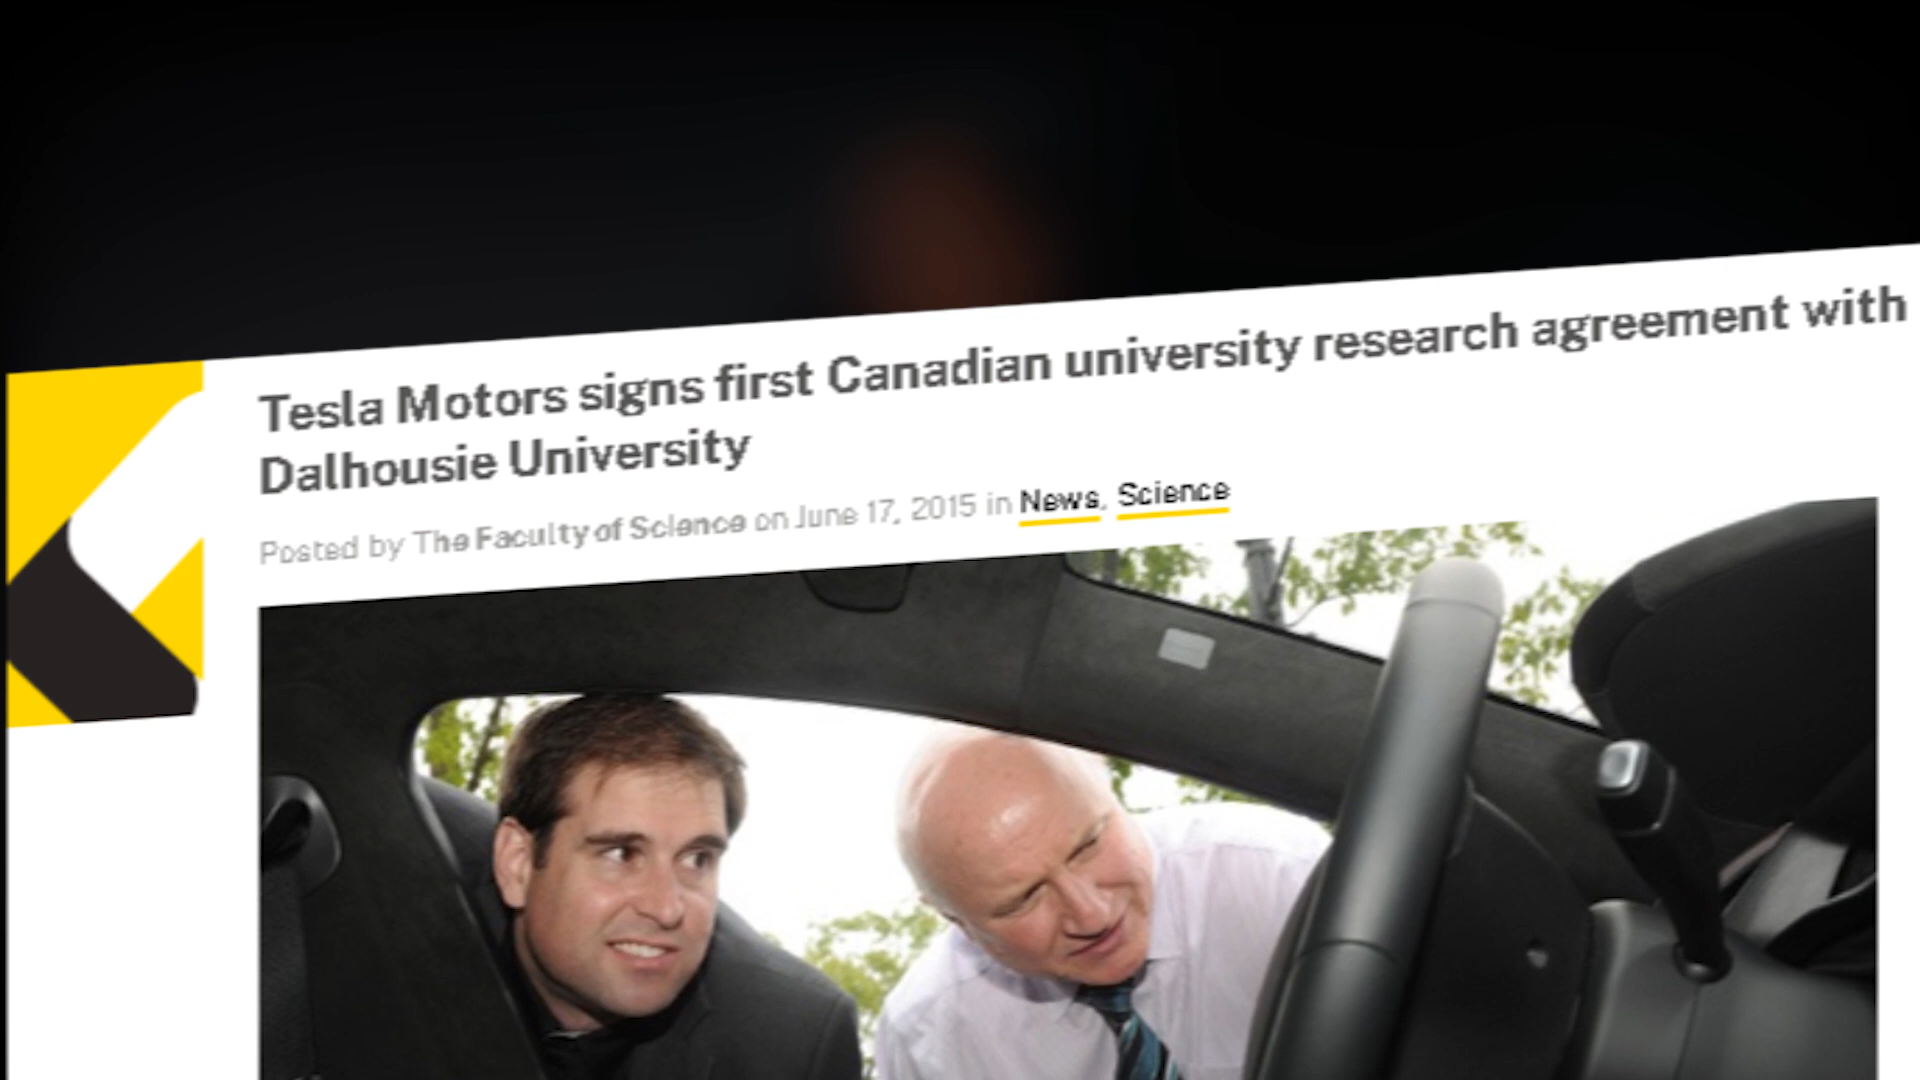 Tesla Motors signs first Canadian university research agreement with
Dalhousie University
Posted by The Faculty of Science on June 17, 2015 in News, Science